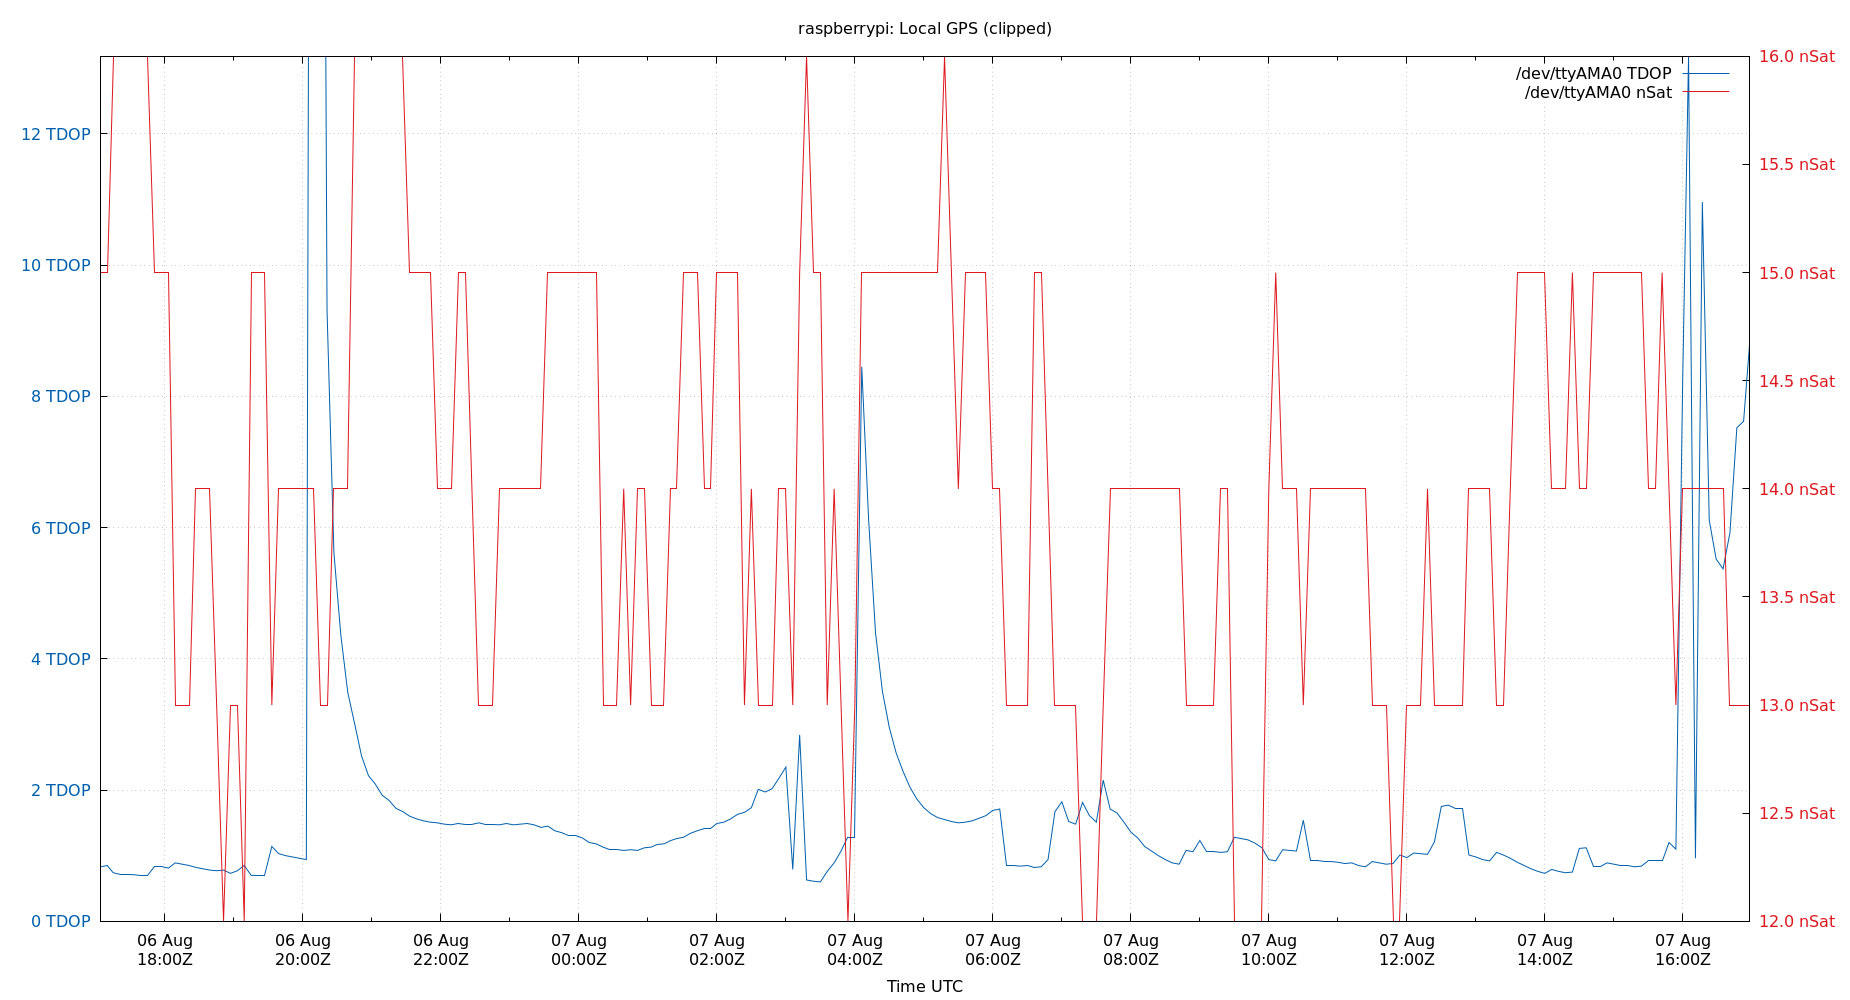 raspberrypi: Local GPS (clipped)
/dev/ttyAMA0 TDOP
/dev/ttyAMA0 nSat
12 TDOP
10 TDOP
8 TDOP
6 TDOP
4 TDOP
2 TDOP
0 TDOP
16.0 nSat
15.5 nSat
15.0 nSat
14.5 nSat
14.0 nSat
13.5 nSat
13.0 nSat
12.5 nSat
12.0 nSat
06 Aug 06 Aug 06 Aug 07 Aug 07 Aug 07 Aug 07 Aug 07 Aug 07 Aug 07 Aug 07 Aug 07 Aug
18:00Z 20:00Z 22:00Z 00:00Z 02:00Z 04:00Z 06:00Z 08:00Z 10:00Z 12:00Z 14:00Z 16:00Z
Time UTC